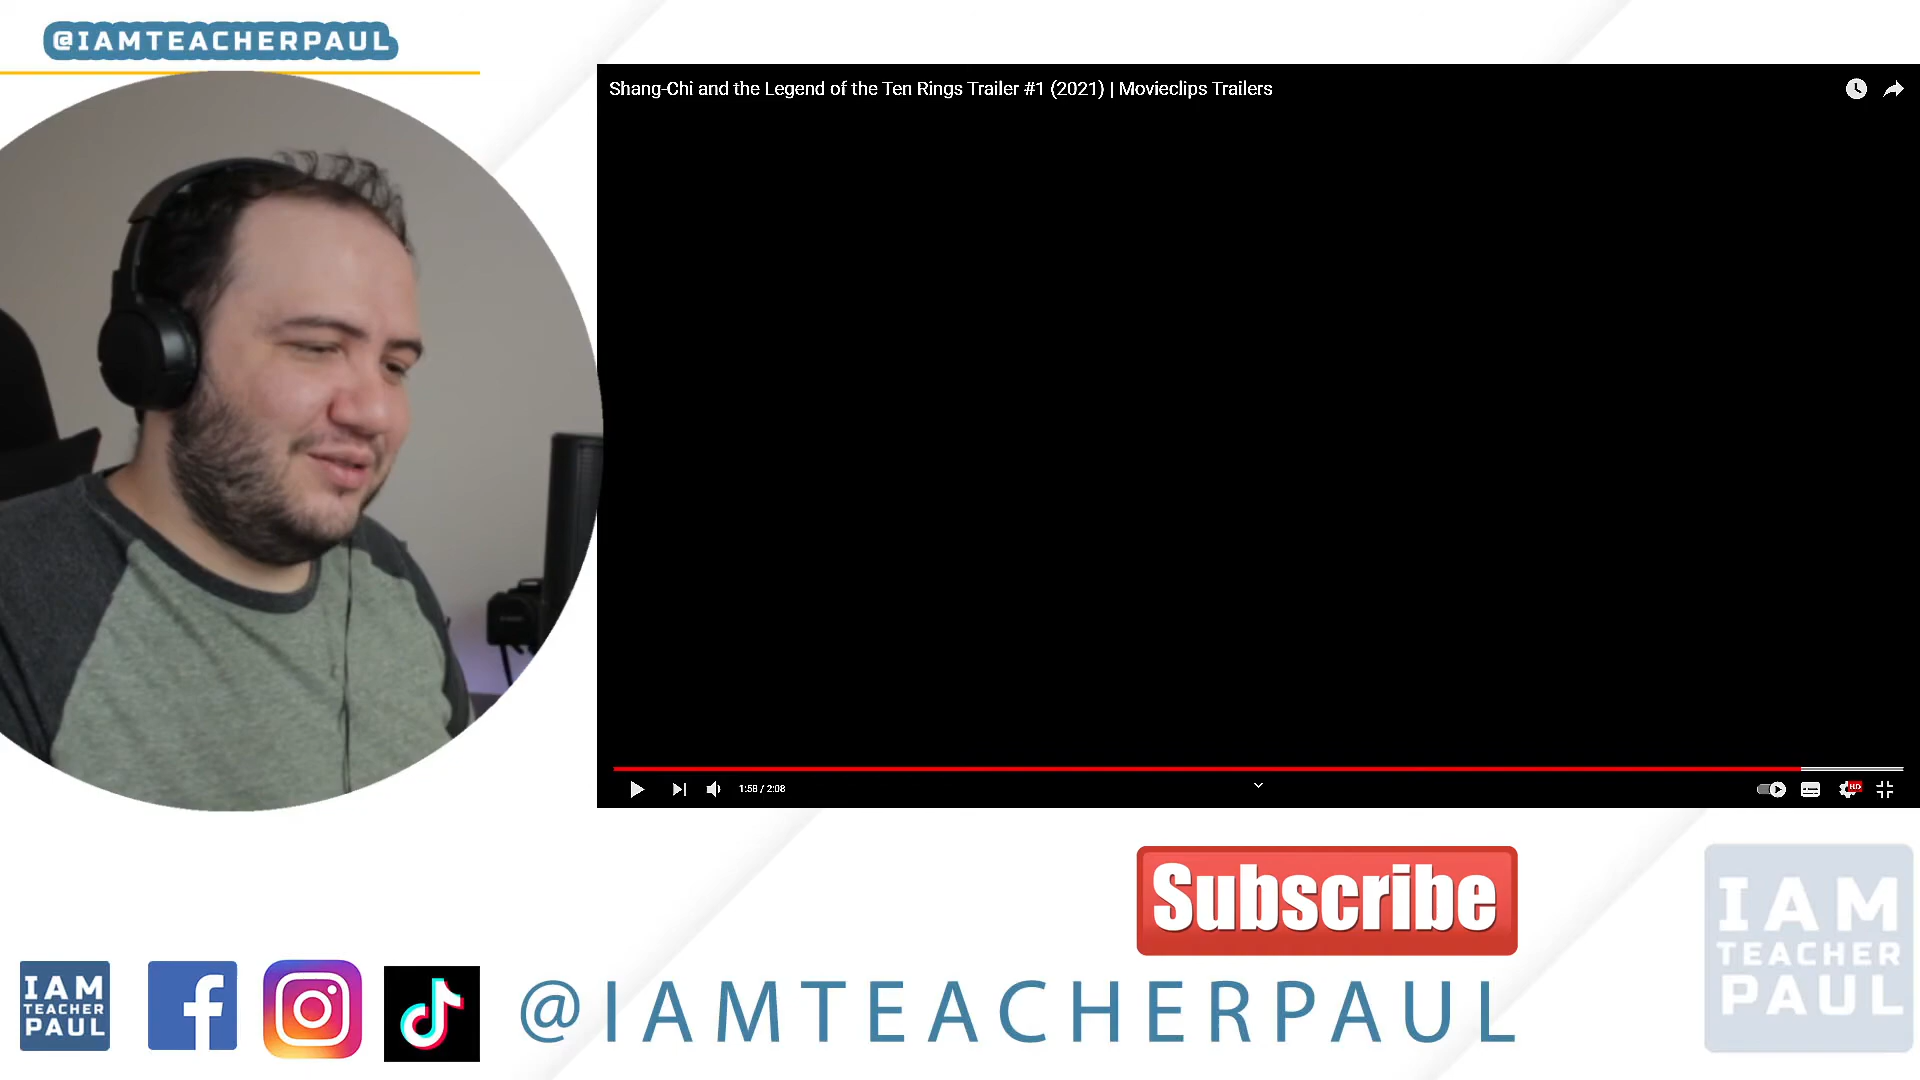 @IAMTEACHERPAUL
Shang-Chi and the Legend of the Ten Rings Trailer #1 (2021) | Movieclips Trailers
1:58 / 2:08
HD
Subscribe
IAM
TEACHER
PAUL
@IAMTEACHERPAUL
IAM
TEACHER
PAUL